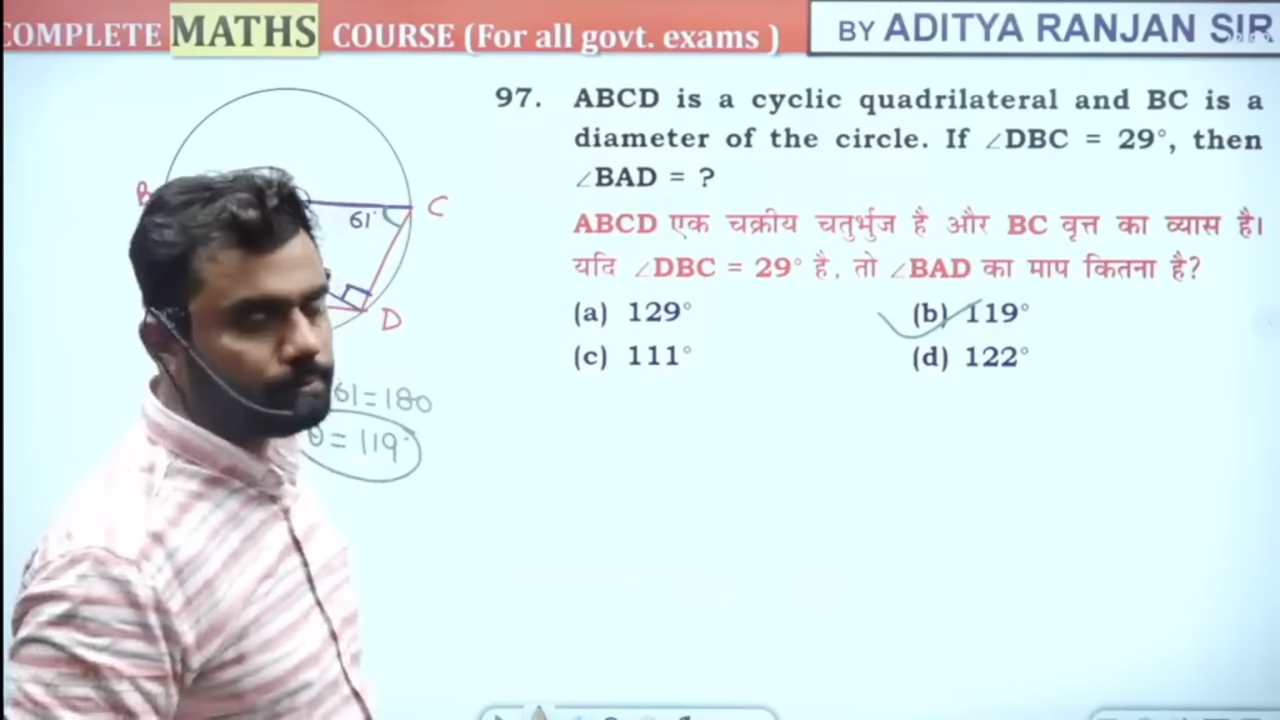 COMPLETE MATHS COURSE (For all govt. exams )
BY ADITYA RANJAN SIR
97. ABCD is a cyclic quadrilateral and BC is a
diameter of the circle. If ∠DBC = 29°, then
∠BAD = ?
ABCD एक चक्रीय चतुर्भुज है और BC वृत्त का व्यास है।
यदि ∠DBC = 29° है, तो ∠BAD का माप कितना है?
(a) 129°
(b) 119°
(c) 111°
(d) 122°
B
C
61°
D
61=180
θ=119°